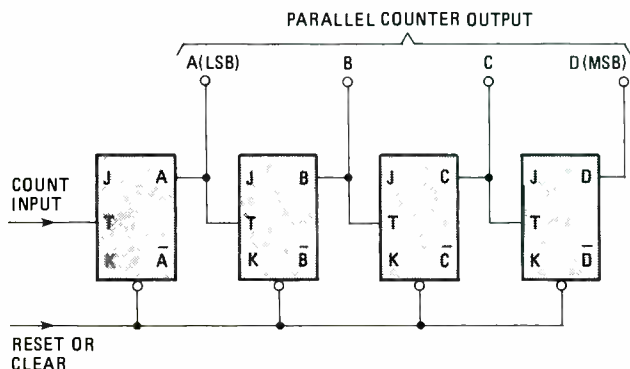 PARALLEL COUNTER OUTPUT
A(LSB) B C D(MSB)
J A J B J C J D
COUNT
INPUT
T T T T
K A̅ K B̅ K C̅ K D̅
RESET OR
CLEAR